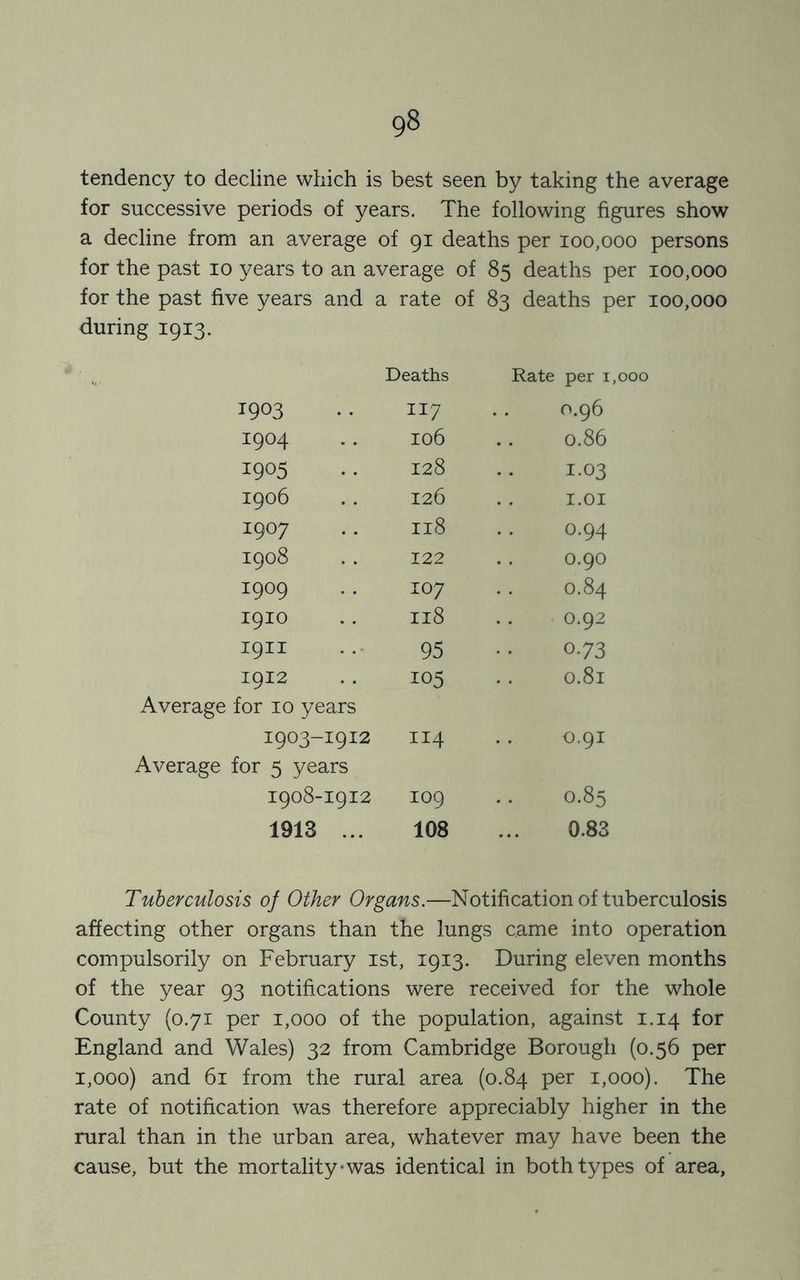 98
tendency to decline which is best seen by taking the average
for successive periods of years. The following figures show
a decline from an average of 91 deaths per 100,000 persons
for the past 10 years to an average of 85 deaths per 100,000
for the past five years and a rate of 83 deaths per 100,000
during 1913.
Deaths Rate per 1,000
1903 .. 117 .. 0.96
1904 .. 106 .. 0.86
1905 .. 128 .. 1.03
1906 .. 126 .. 1.01
1907 .. 118 .. 0.94
1908 .. 122 .. 0.90
1909 .. 107 .. 0.84
1910 .. 118 .. 0.92
1911 .. 95 .. 0.73
1912 .. 105 .. 0.81
Average for 10 years
1903-1912 114 .. 0.91
Average for 5 years
1908-1912 109 .. 0.85
1913 ... 108 ... 0.83
Tuberculosis of Other Organs.—Notification of tuberculosis
affecting other organs than the lungs came into operation
compulsorily on February 1st, 1913. During eleven months
of the year 93 notifications were received for the whole
County (0.71 per 1,000 of the population, against 1.14 for
England and Wales) 32 from Cambridge Borough (0.56 per
1,000) and 61 from the rural area (0.84 per 1,000). The
rate of notification was therefore appreciably higher in the
rural than in the urban area, whatever may have been the
cause, but the mortality was identical in both types of area,